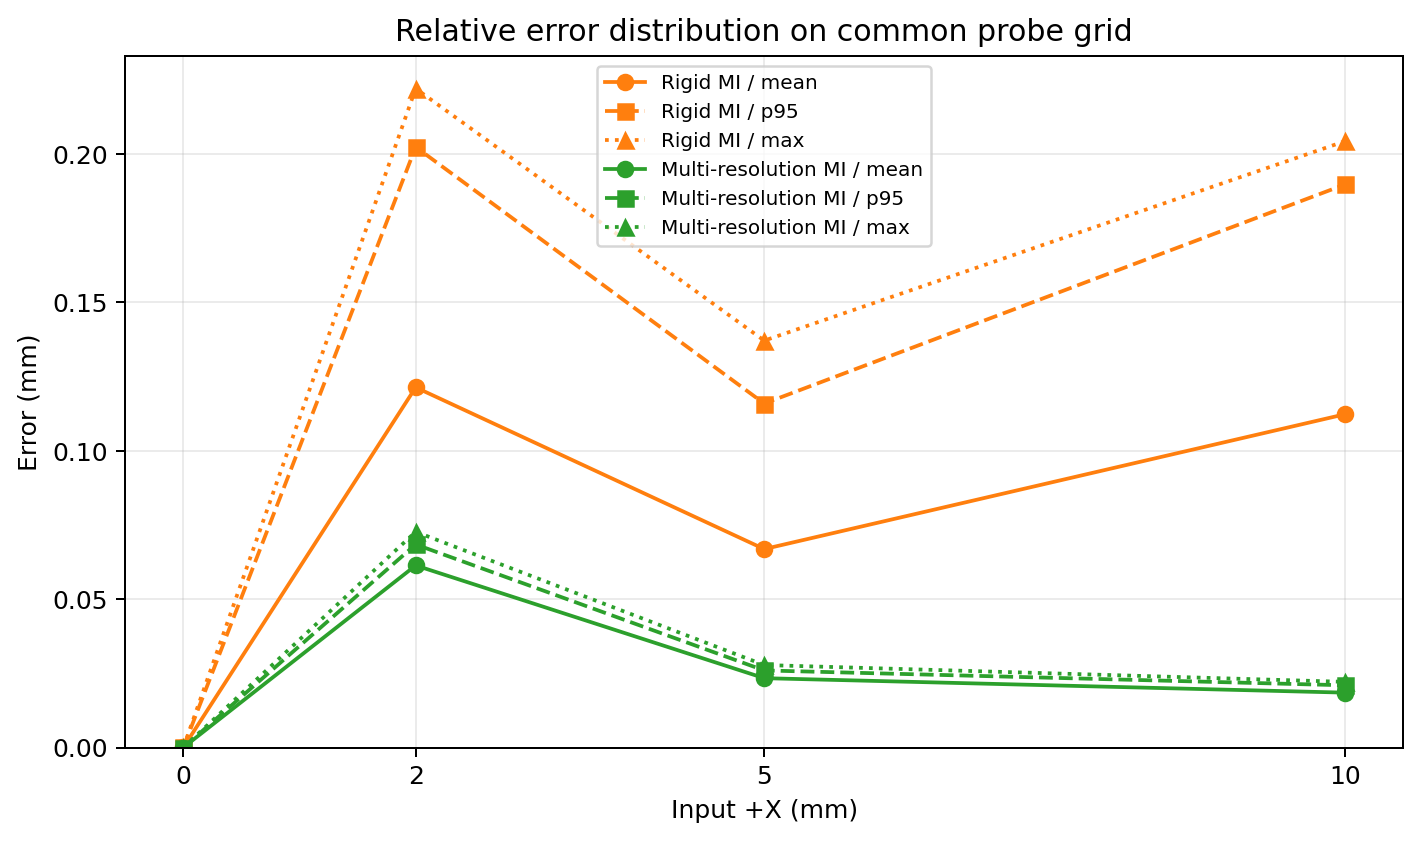 Relative error distribution on common probe grid
Rigid MI / mean
Rigid MI / p95
Rigid MI / max
Multi-resolution MI / mean
Multi-resolution MI / p95
Multi-resolution MI / max
Error (mm)
0.20
0.15
0.10
0.05
0.00
0 2 5 10
Input +X (mm)